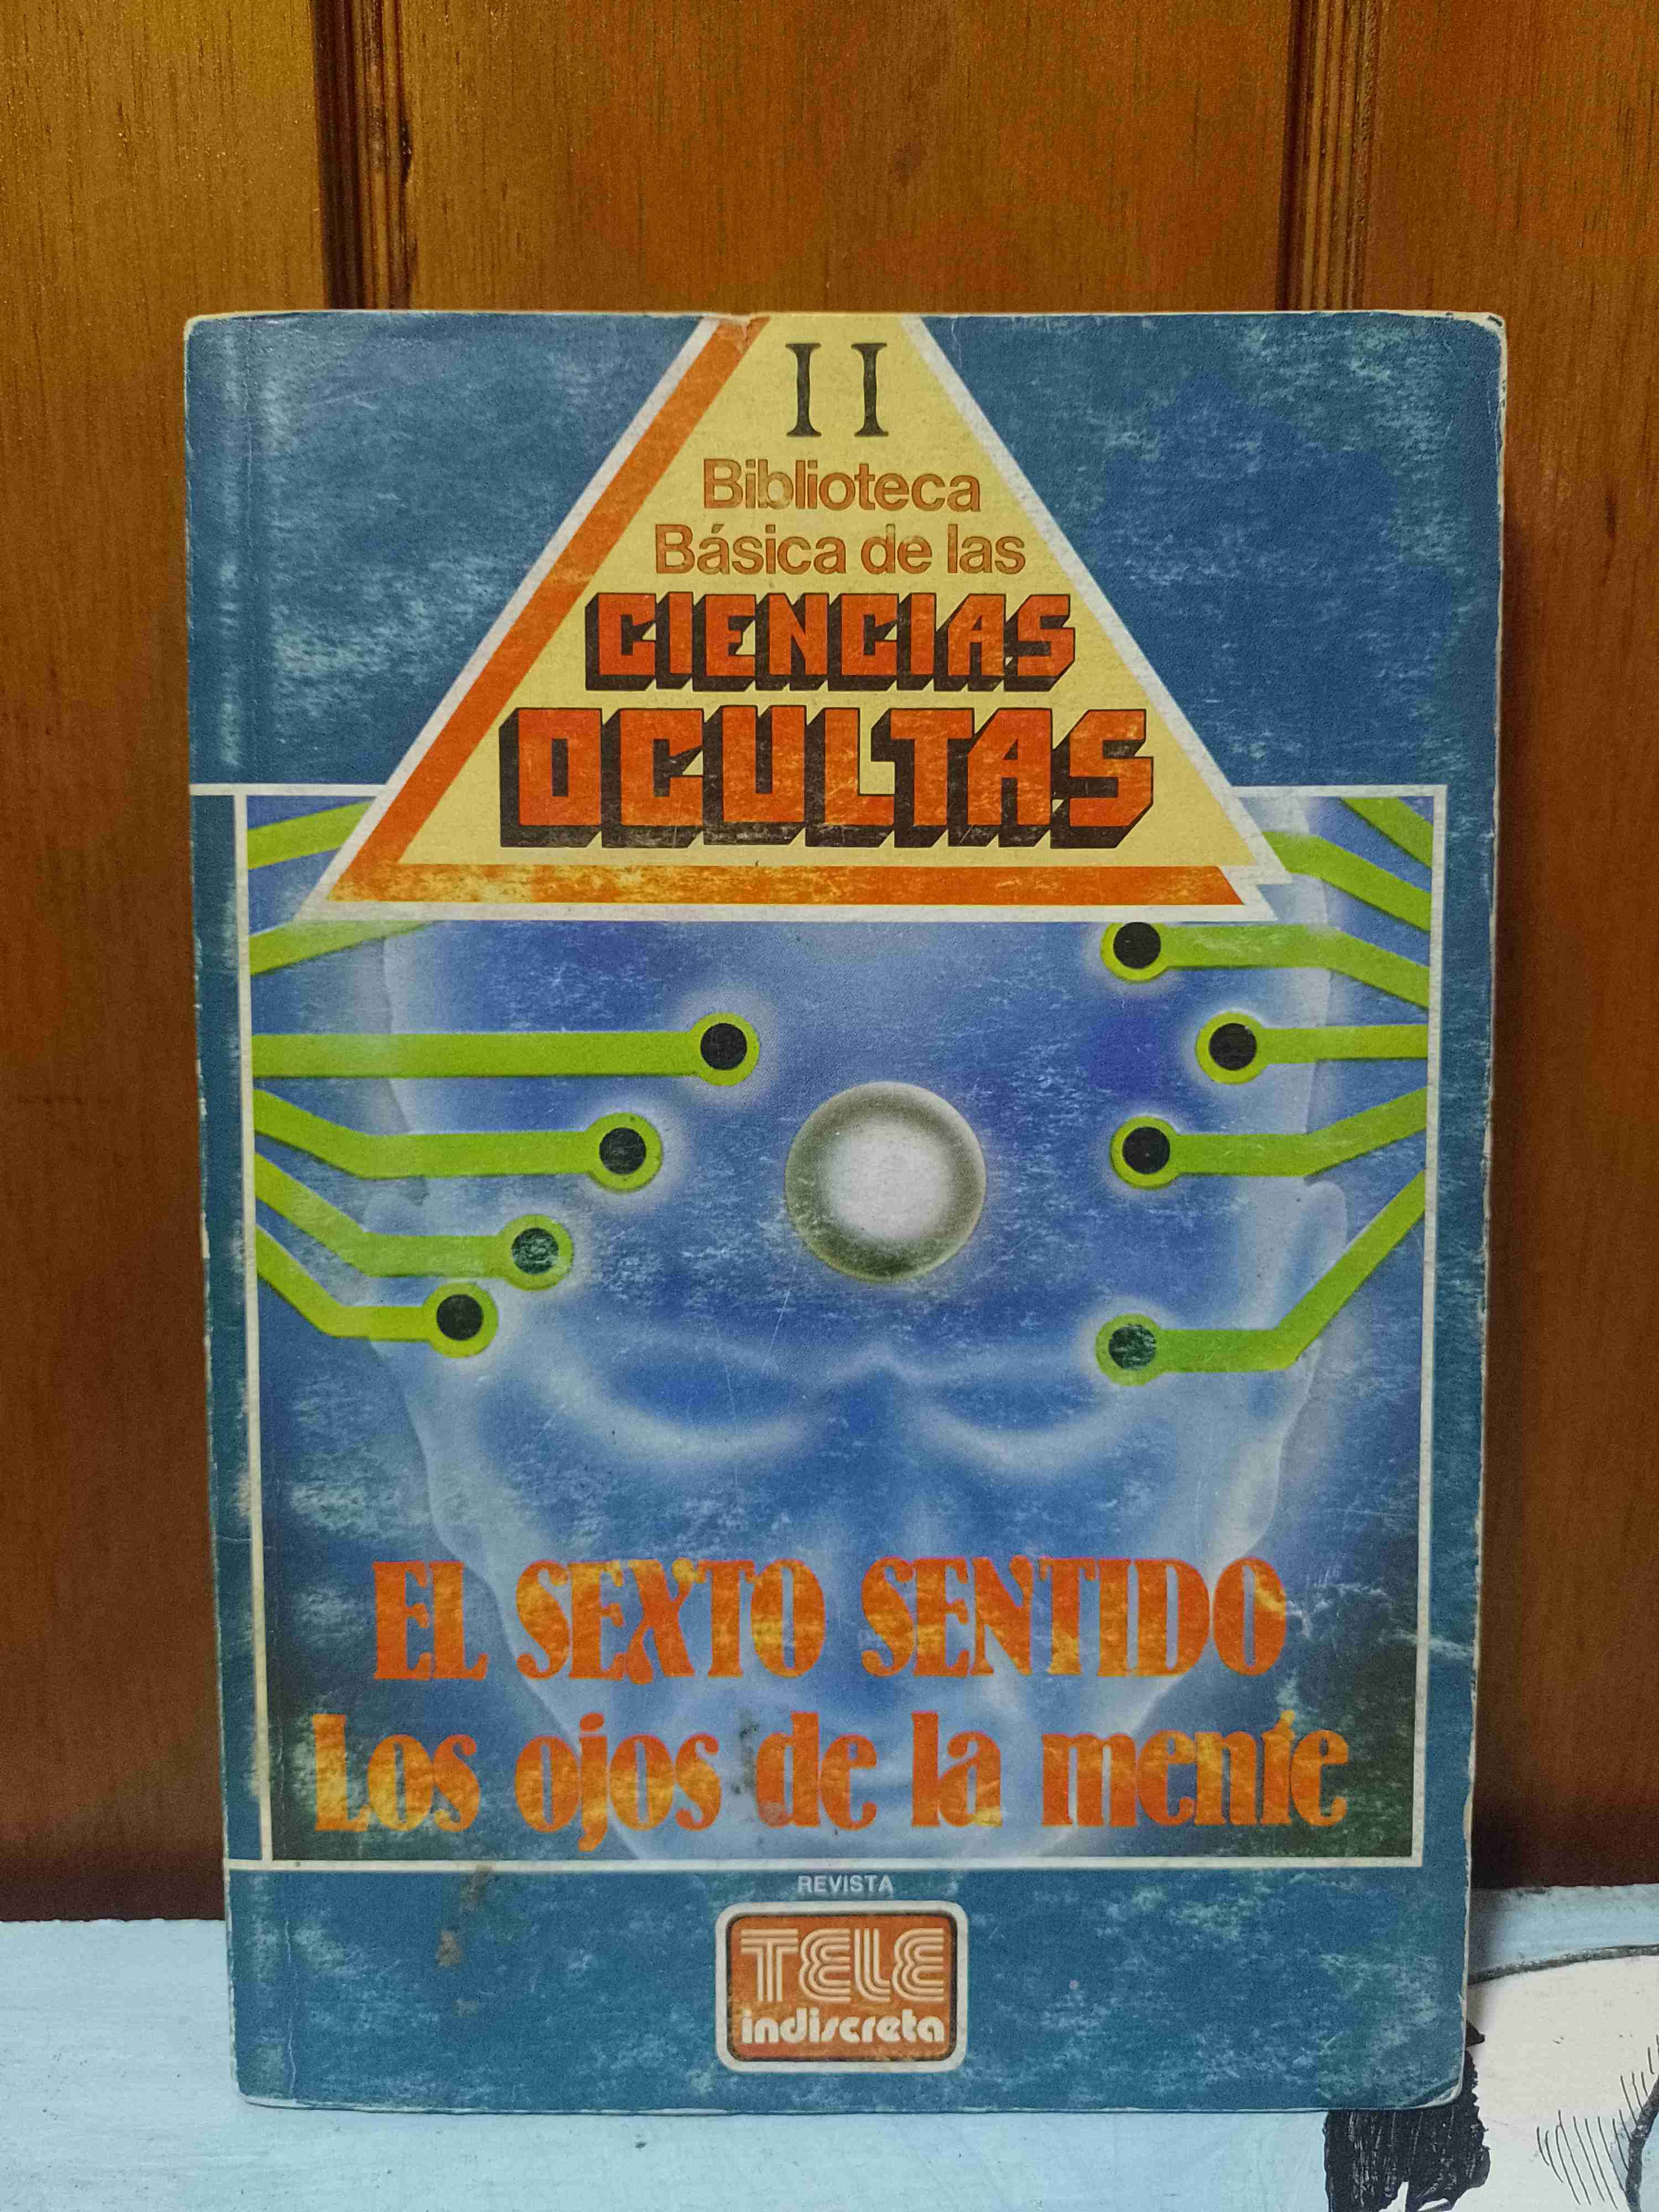 II
Biblioteca
Básica de las
CIENCIAS
OCULTAS
EL SEXTO SENTIDO
Los ojos de la mente
REVISTA
TELE
indiscreta